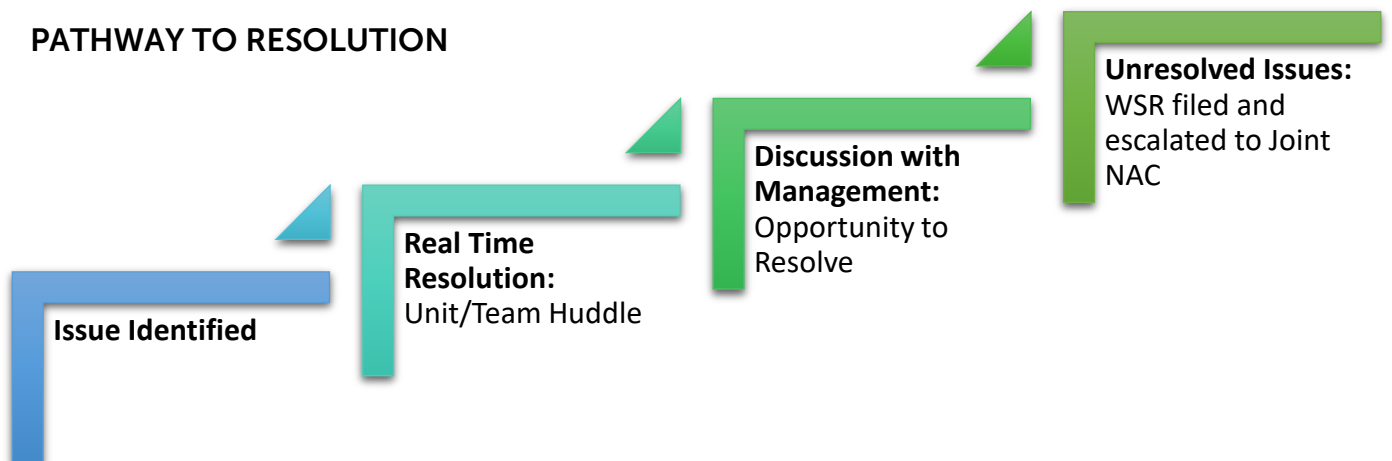 PATHWAY TO RESOLUTION
Issue Identified
Real Time
Resolution:
Unit/Team Huddle
Discussion with
Management:
Opportunity to
Resolve
Unresolved Issues:
WSR filed and
escalated to Joint
NAC